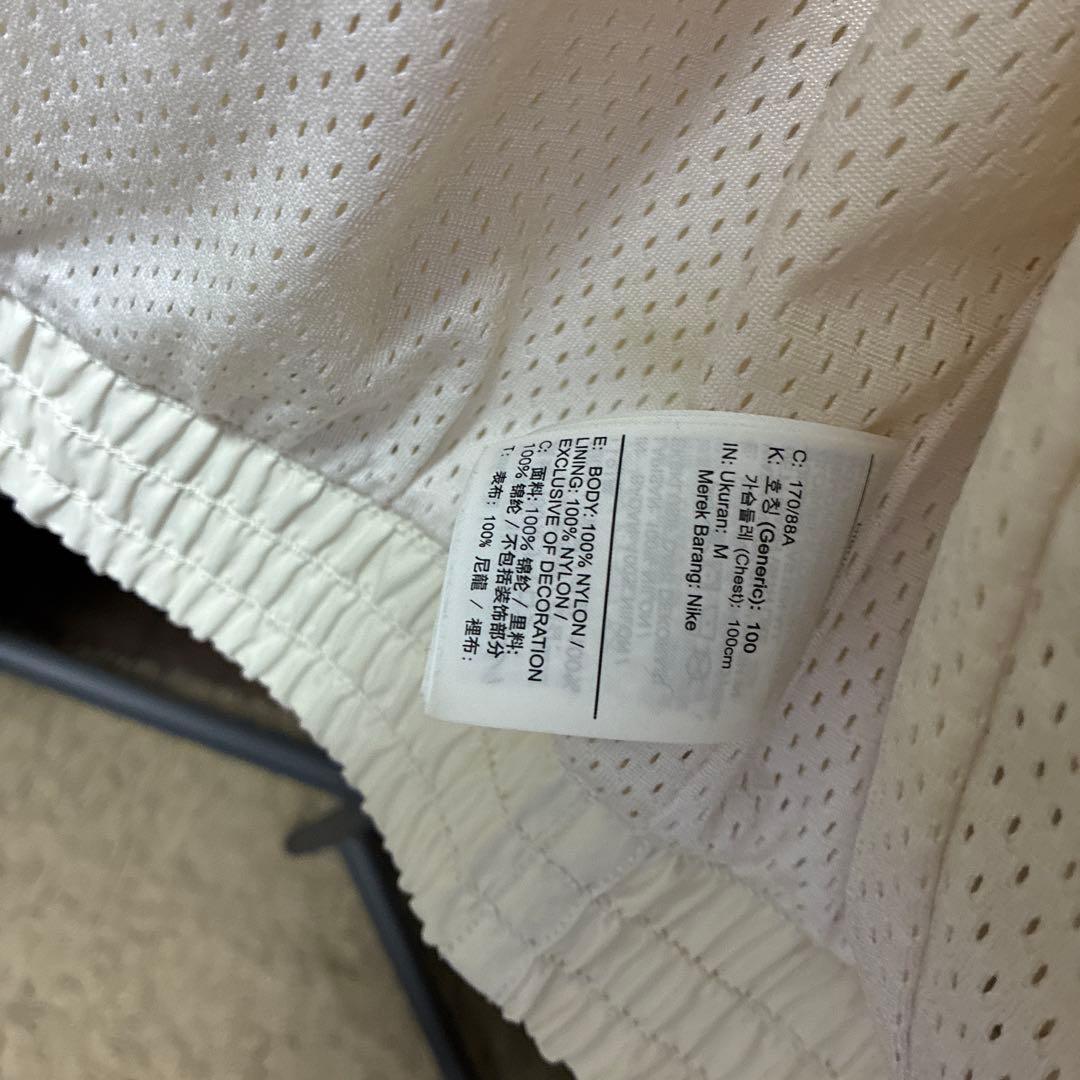 C: 170/88A
K: 호칭 (Generic): 100
가슴둘레 (Chest): 100cm
IN: Ukuran: M
Merek Barang: Nike
E: BODY: 100% NYLON /
LINING: 100% NYLON /
EXCLUSIVE OF DECORATION
C: 面料: 100% 锦纶 / 里料:
100% 锦纶 / 不包括装饰部分
T: 表布: 100% 尼龍 / 裡布: